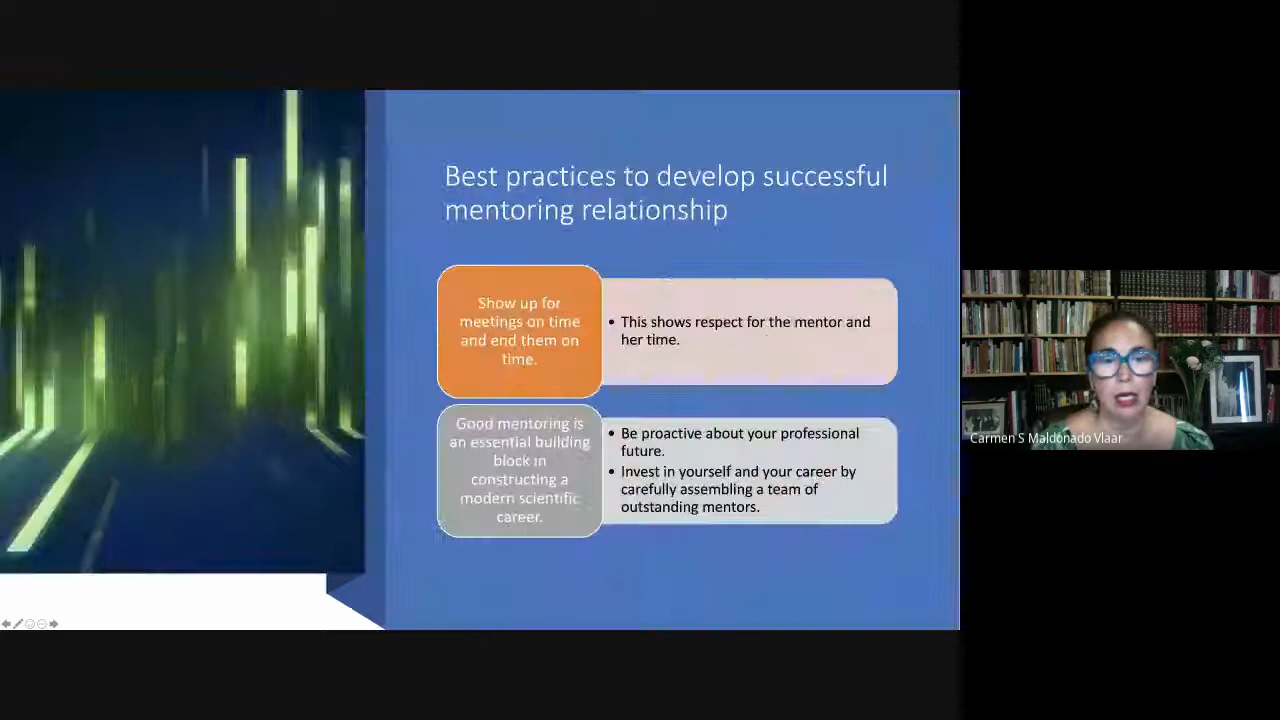 Best practices to develop successful
mentoring relationship
Show up for
meetings on time
and end them on
time.
• This shows respect for the mentor and
her time.
Good mentoring is
an essential building
block in
constructing a
modern scientific
career.
• Be proactive about your professional
future.
• Invest in yourself and your career by
carefully assembling a team of
outstanding mentors.
Carmen S Maldonado Vlaar